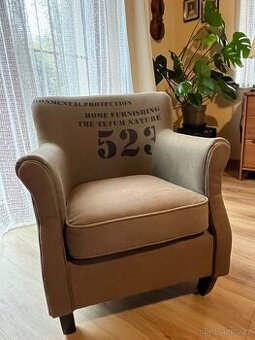 ONMENTAL PROTECTION
HOME FURNISHING
THE TETUM NATURE
523